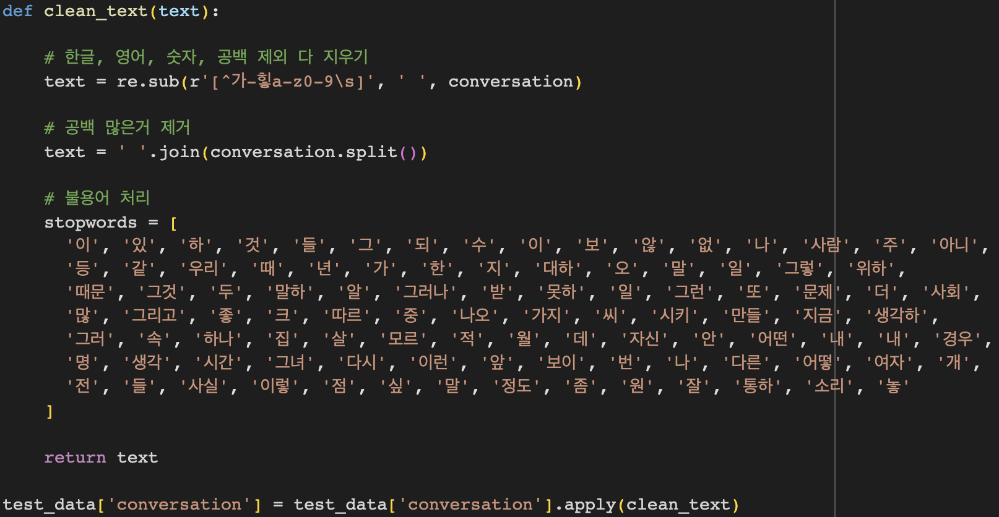 def clean_text(text):
# 한글, 영어, 숫자, 공백 제외 다 지우기
text = re.sub(r'[^가-힣a-z0-9\s]', ' ', conversation)
# 공백 많은거 제거
text = ' '.join(conversation.split())
# 불용어 처리
stopwords = [
'이', '있', '하', '것', '들', '그', '되', '수', '이', '보', '않', '없', '나', '사람', '주', '아니',
'등', '같', '우리', '때', '년', '가', '한', '지', '대하', '오', '말', '일', '그렇', '위하',
'때문', '그것', '두', '말하', '알', '그러나', '받', '못하', '일', '그런', '또', '문제', '더', '사회',
'많', '그리고', '좋', '크', '따르', '중', '나오', '가지', '씨', '시키', '만들', '지금', '생각하',
'그러', '속', '하나', '집', '살', '모르', '적', '월', '데', '자신', '안', '어떤', '내', '내', '경우',
'명', '생각', '시간', '그녀', '다시', '이런', '앞', '보이', '번', '나', '다른', '어떻', '여자', '개',
'전', '들', '사실', '이렇', '점', '싶', '말', '정도', '좀', '원', '잘', '통하', '소리', '놓'
]
return text
test_data['conversation'] = test_data['conversation'].apply(clean_text)